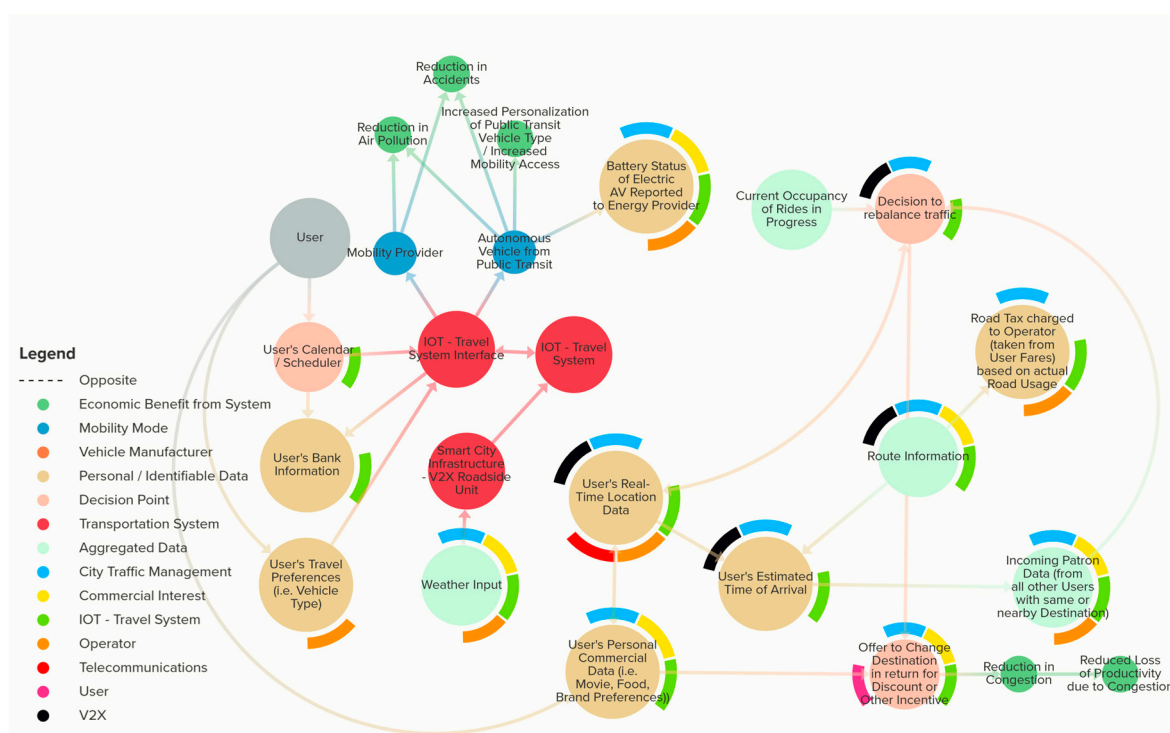 Reduction in
Accidents
Reduction in
Air Pollution
Increased Personalization
of Public Transit
Vehicle Type
/ Increased
Mobility Access
Battery Status
of Electric
AV Reported
to Energy Provider
Current Occupancy
of Rides in
Progress
Decision to
rebalance traffic
User
Mobility Provider
Autonomous
Vehicle from
Public Transit
Road Tax charged
to Operator
(taken from
User Fares)
based on actual
Road Usage
User's Calendar
/ Scheduler
IOT - Travel
System Interface
IOT - Travel
System
User's Bank
Information
Smart City
Infrastructure
- V2X Roadside
Unit
User's Real-
Time Location
Data
Route Information
User's Travel
Preferences
(i.e. Vehicle
Type)
Weather Input
User's Estimated
Time of Arrival
Incoming Patron
Data (from
all other Users
with same or
nearby Destination)
User's Personal
Commercial
Data (i.e.
Movie, Food,
Brand Preferences))
Offer to Change
Destination
in return for
Discount or
Other Incentive
Reduction in
Congestion
Reduced Loss
of Productivity
due to Congestion
Legend
Opposite
Economic Benefit from System
Mobility Mode
Vehicle Manufacturer
Personal / Identifiable Data
Decision Point
Transportation System
Aggregated Data
City Traffic Management
Commercial Interest
IOT - Travel System
Operator
Telecommunications
User
V2X